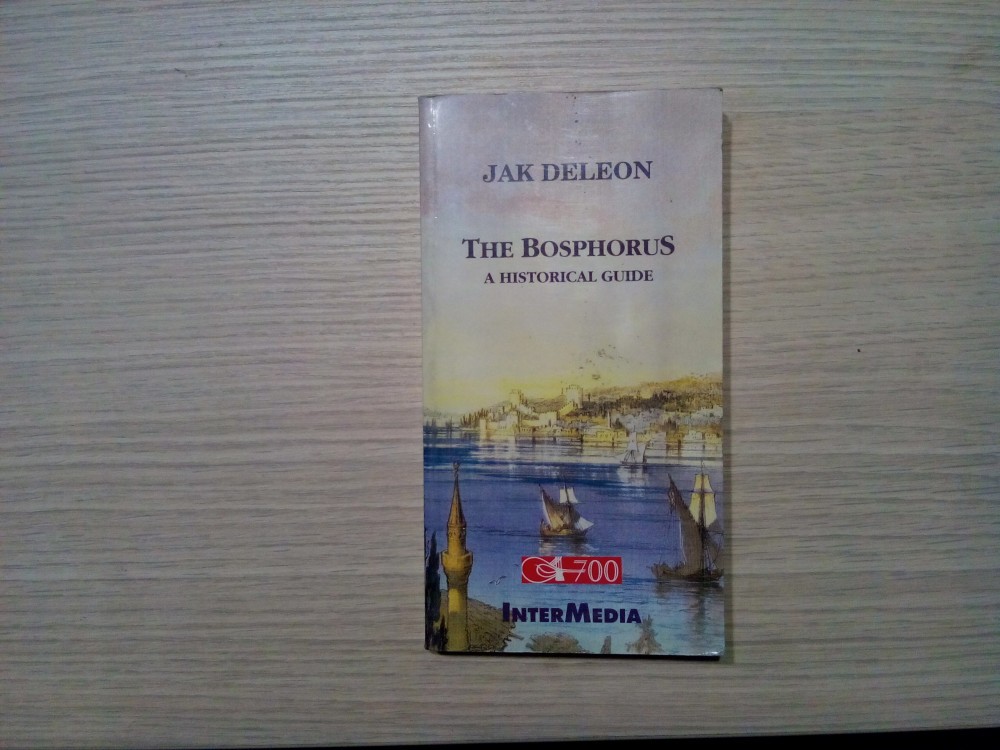 JAK DELEON
THE BOSPHORUS
A HISTORICAL GUIDE
700
INTERMEDIA